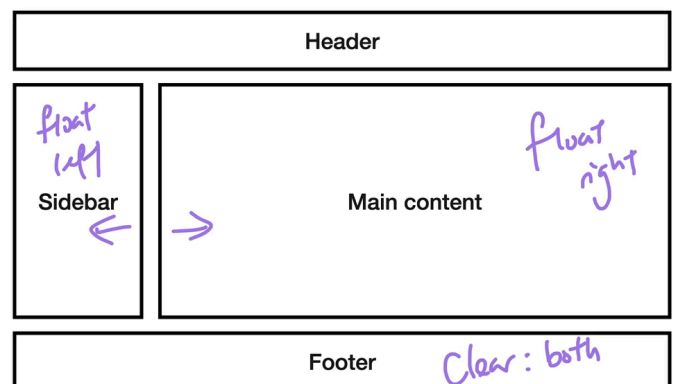 Header
float
left
Sidebar
float
right
Main content
Footer
Clear: both